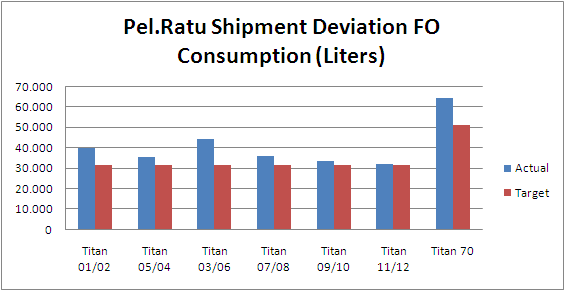 Pel.Ratu Shipment Deviation FO
Consumption (Liters)
70.000
60.000
50.000
40.000
30.000
20.000
10.000
0
Titan
01/02
Titan
05/04
Titan
03/06
Titan
07/08
Titan
09/10
Titan
11/12
Titan 70
Actual
Target